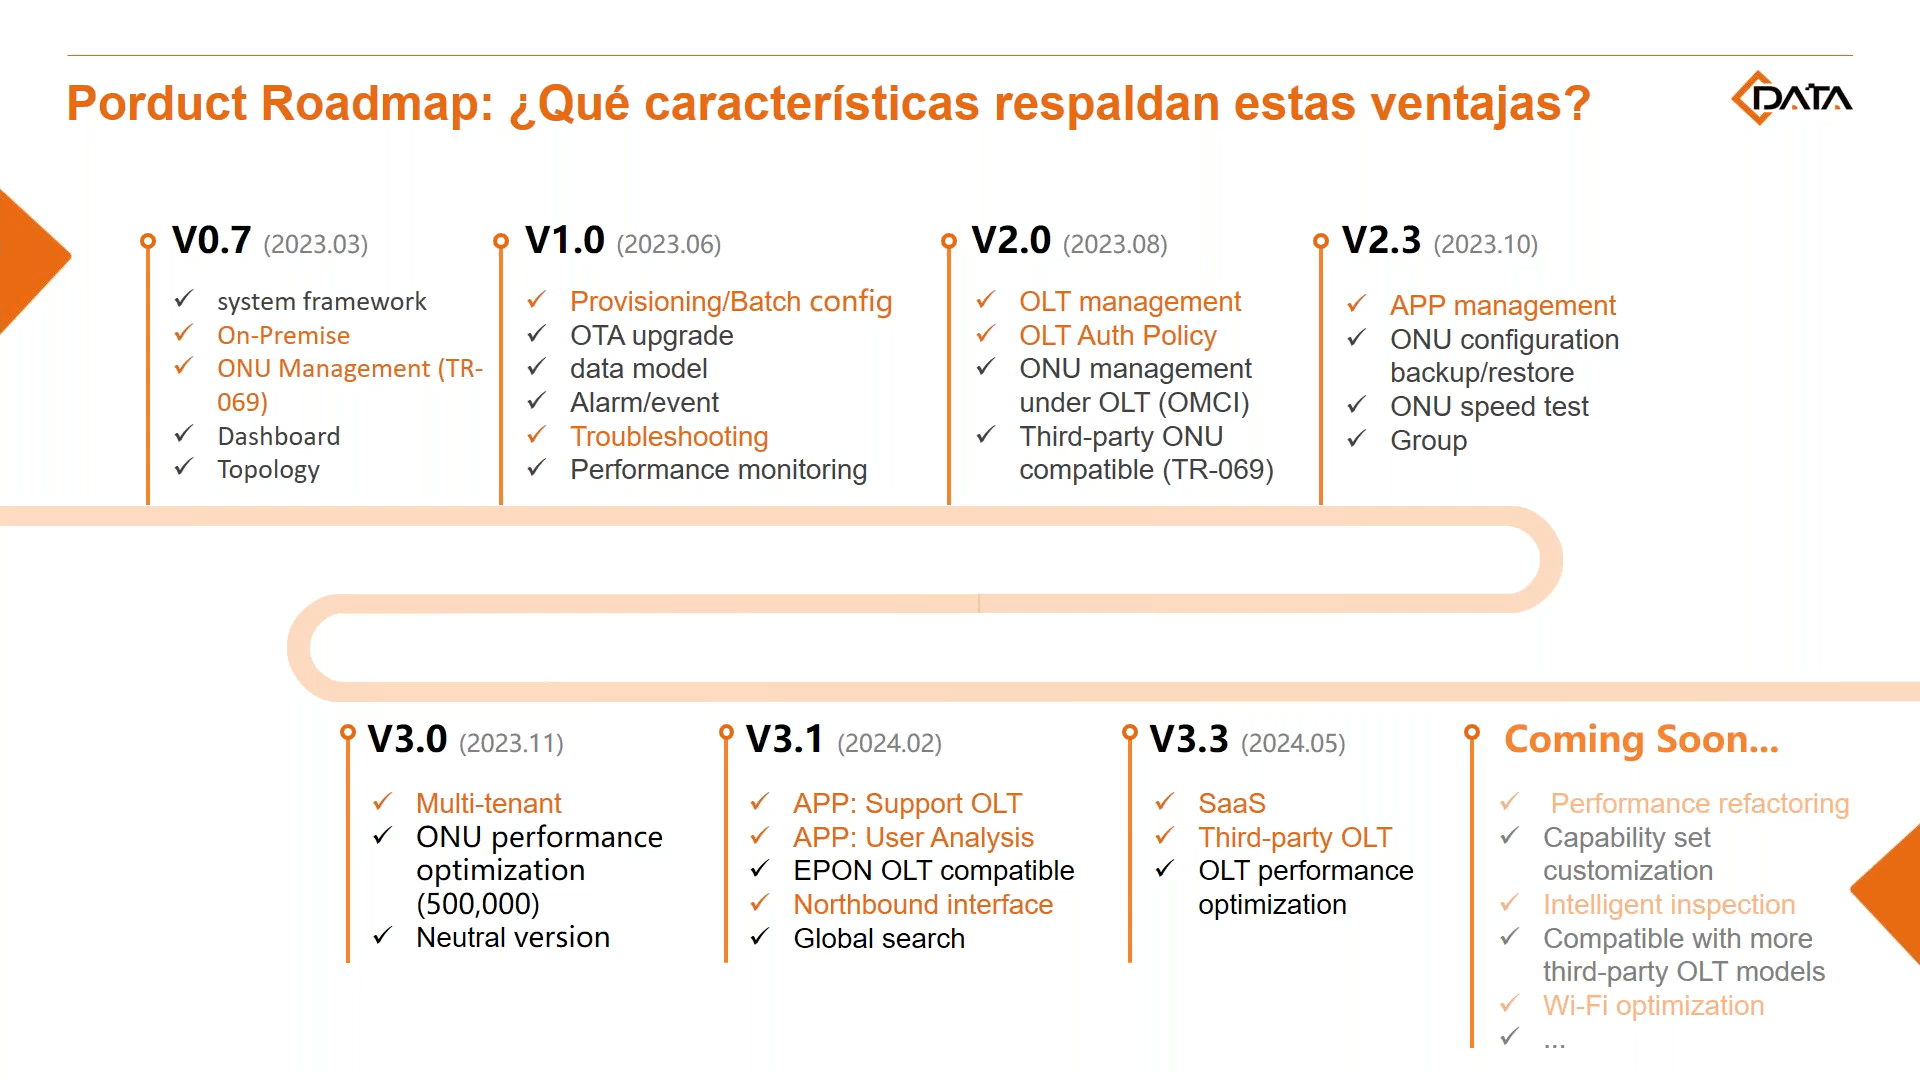 Porduct Roadmap: ¿Qué características respaldan estas ventajas?
DATA
V0.7 (2023.03)
system framework
On-Premise
ONU Management (TR-
069)
Dashboard
Topology
V1.0 (2023.06)
Provisioning/Batch config
OTA upgrade
data model
Alarm/event
Troubleshooting
Performance monitoring
V2.0 (2023.08)
OLT management
OLT Auth Policy
ONU management
under OLT (OMCI)
Third-party ONU
compatible (TR-069)
V2.3 (2023.10)
APP management
ONU configuration
backup/restore
ONU speed test
Group
V3.0 (2023.11)
Multi-tenant
ONU performance
optimization
(500,000)
Neutral version
V3.1 (2024.02)
APP: Support OLT
APP: User Analysis
EPON OLT compatible
Northbound interface
Global search
V3.3 (2024.05)
SaaS
Third-party OLT
OLT performance
optimization
Coming Soon...
Performance refactoring
Capability set
customization
Intelligent inspection
Compatible with more
third-party OLT models
Wi-Fi optimization
...